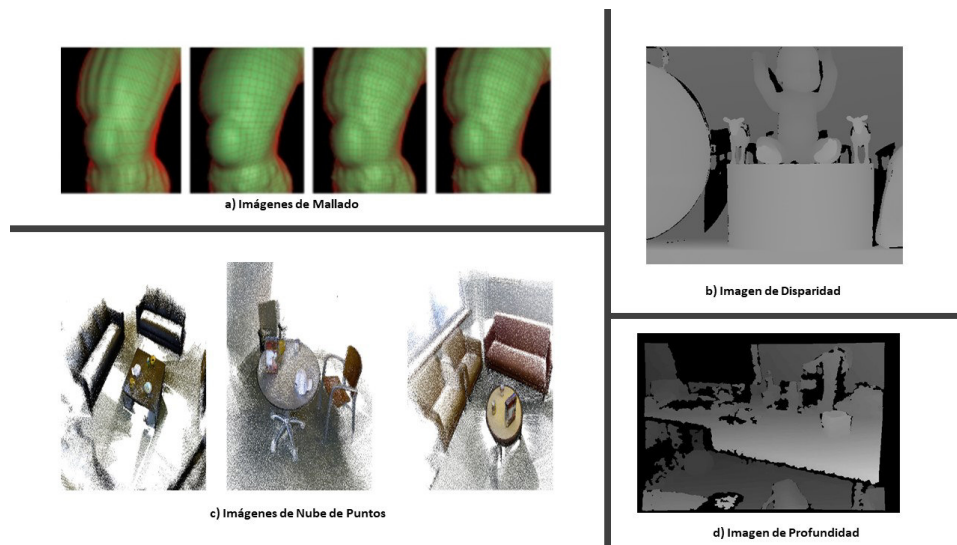 a) Imágenes de Mallado
b) Imagen de Disparidad
c) Imágenes de Nube de Puntos
d) Imagen de Profundidad